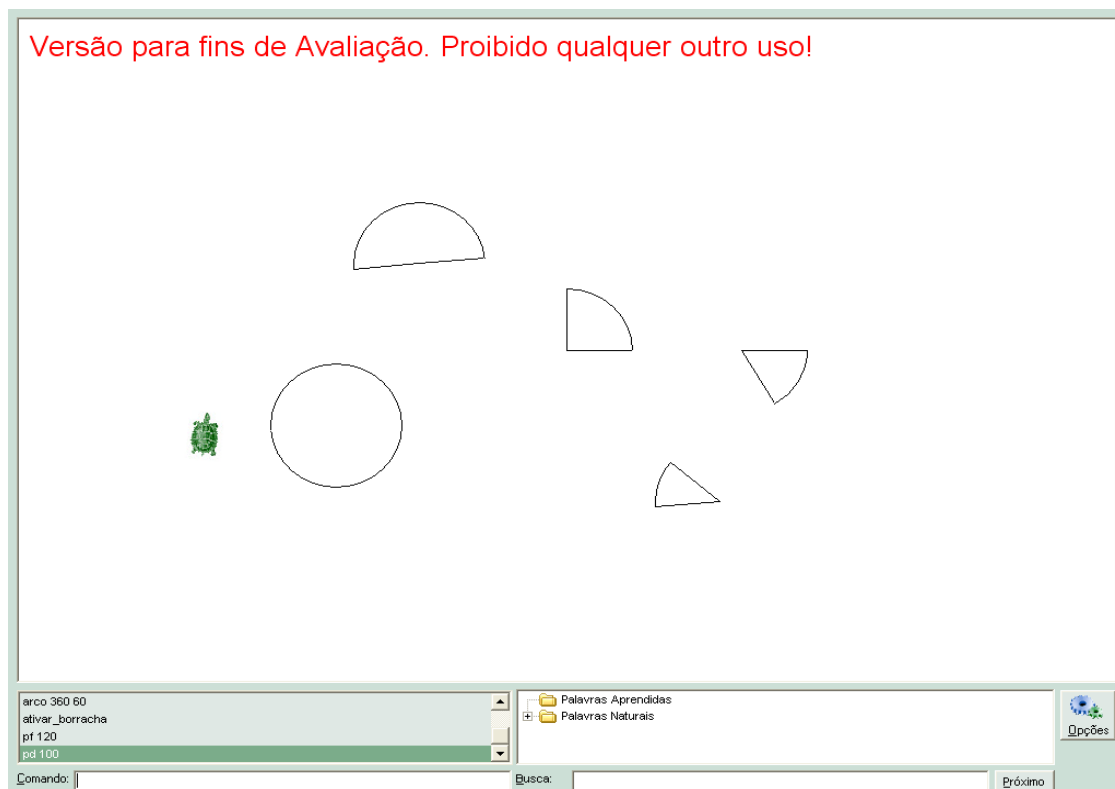 Versão para fins de Avaliação. Proibido qualquer outro uso!
arco 360 60
ativar_borracha
pf 120
pd 100
Palavras Aprendidas
Palavras Naturais
Opções
Comando:
Busca:
Próximo